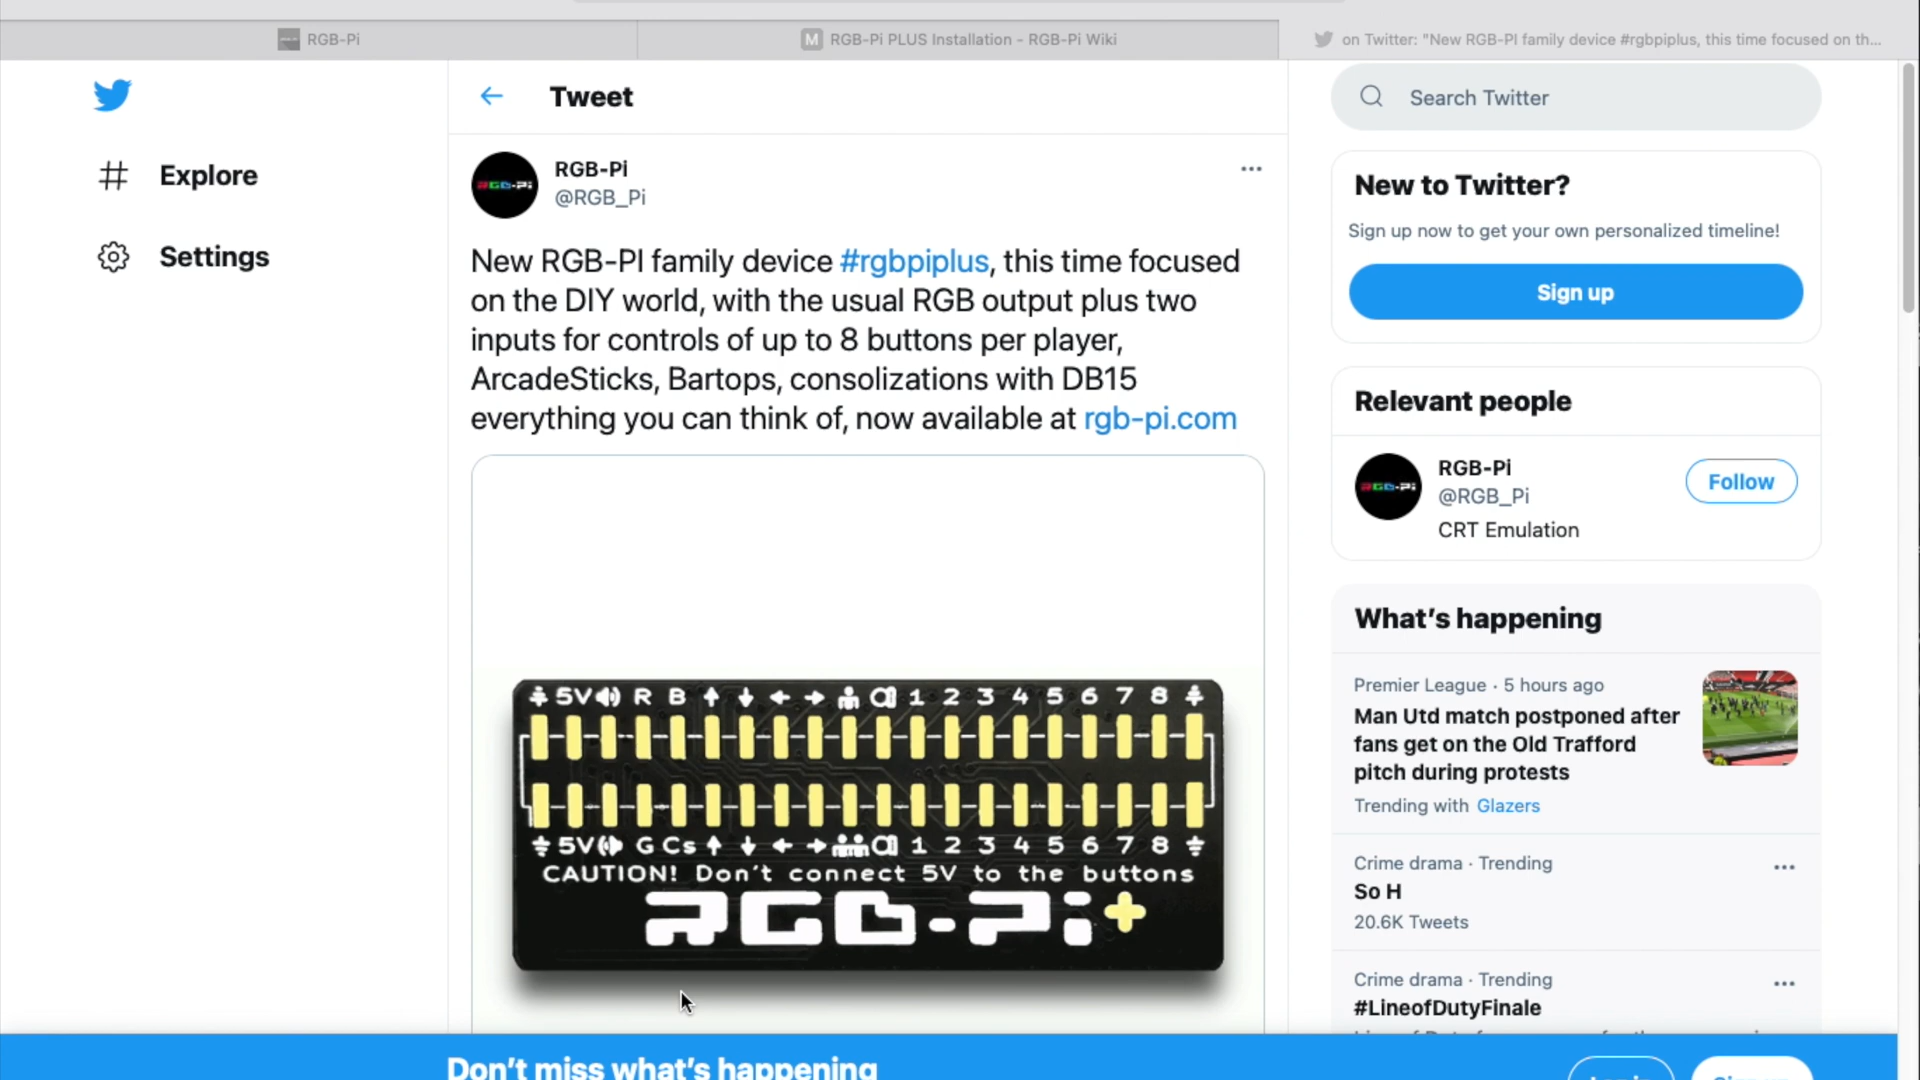 RGB-Pi
M RGB-Pi PLUS Installation - RGB-Pi Wiki
on Twitter: "New RGB-PI family device #rgbpiplus, this time focused on th...
Tweet
Search Twitter
Explore
Settings
RGB-Pi
@RGB_Pi
New RGB-PI family device #rgbpiplus, this time focused
on the DIY world, with the usual RGB output plus two
inputs for controls of up to 8 buttons per player,
ArcadeSticks, Bartops, consolizations with DB15
everything you can think of, now available at rgb-pi.com
5V R B 1 2 3 4 5 6 7 8
5V G Cs 1 2 3 4 5 6 7 8
CAUTION! Don't connect 5V to the buttons
RGB-Pi+
New to Twitter?
Sign up now to get your own personalized timeline!
Sign up
Relevant people
RGB-Pi
@RGB_Pi
Follow
CRT Emulation
What's happening
Premier League · 5 hours ago
Man Utd match postponed after
fans get on the Old Trafford
pitch during protests
Trending with Glazers
Crime drama · Trending
So H
20.6K Tweets
Crime drama · Trending
#LineofDutyFinale
Don't miss what's happening